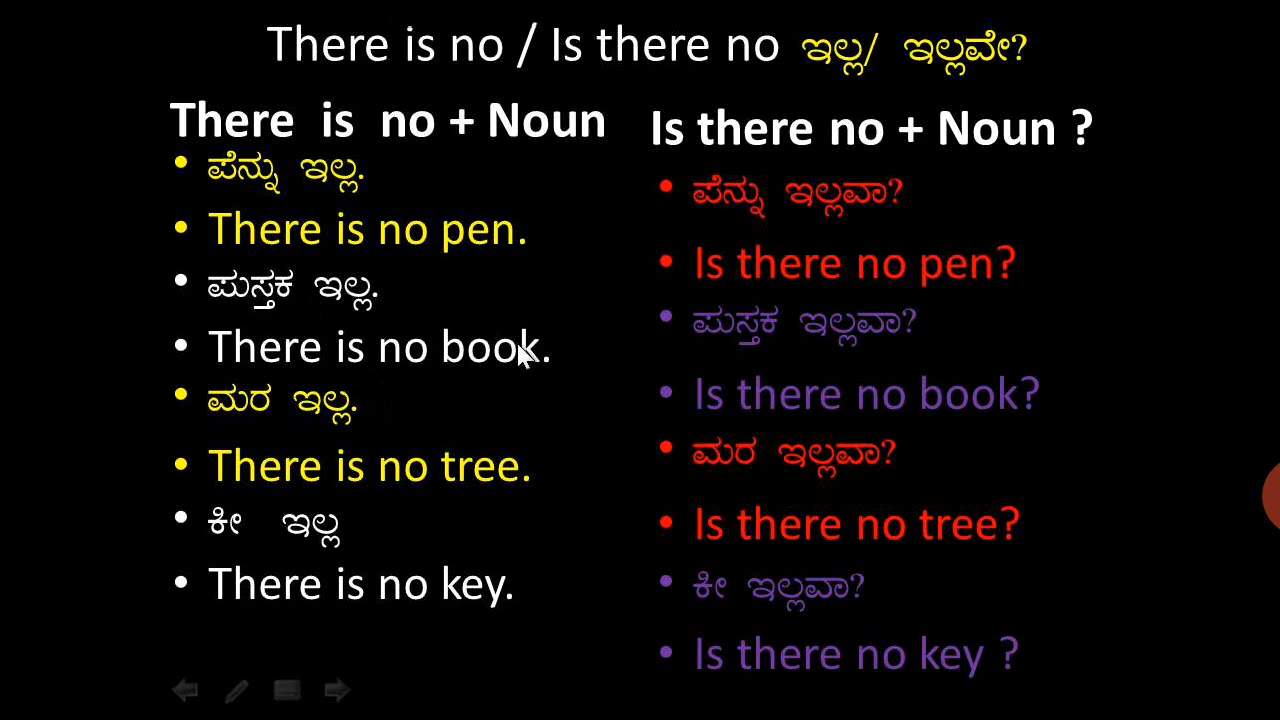 There is no / Is there no ಇಲ್ಲ/ ಇಲ್ಲವೇ?
There is no + Noun
• ಪೆನ್ನು ಇಲ್ಲ.
• There is no pen.
• ಪುಸ್ತಕ ಇಲ್ಲ.
• There is no book.
• ಮರ ಇಲ್ಲ.
• There is no tree.
• ಕೀ ಇಲ್ಲ
• There is no key.
Is there no + Noun ?
• ಪೆನ್ನು ಇಲ್ಲವಾ?
• Is there no pen?
• ಪುಸ್ತಕ ಇಲ್ಲವಾ?
• Is there no book?
• ಮರ ಇಲ್ಲವಾ?
• Is there no tree?
• ಕೀ ಇಲ್ಲವಾ?
• Is there no key ?